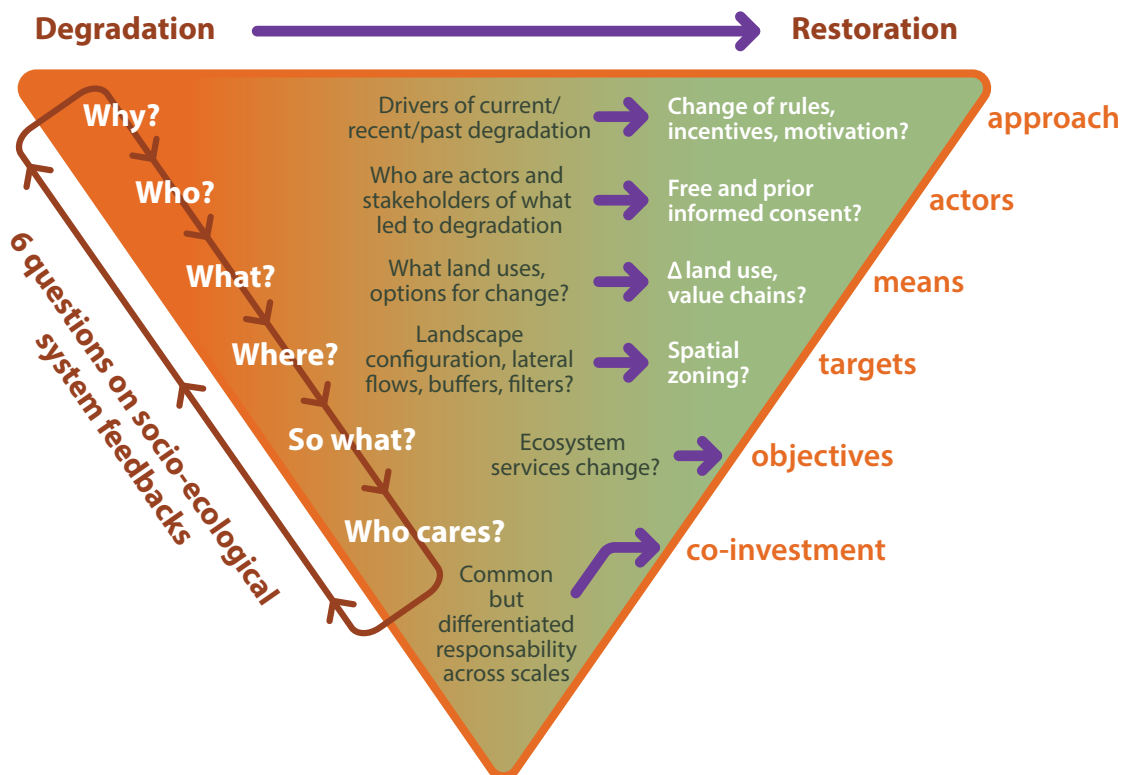 Degradation
Restoration
Why?
Drivers of current/
recent/past degradation
Change of rules,
incentives, motivation?
approach
Who?
Who are actors and
stakeholders of what
led to degradation
Free and prior
informed consent?
actors
What?
What land uses,
options for change?
Δ land use,
value chains?
means
Where?
Landscape
configuration, lateral
flows, buffers, filters?
Spatial
zoning?
targets
So what?
Ecosystem
services change?
objectives
Who cares?
Common
but
differentiated
responsability
across scales
co-investment
6 questions on socio-ecological
system feedbacks